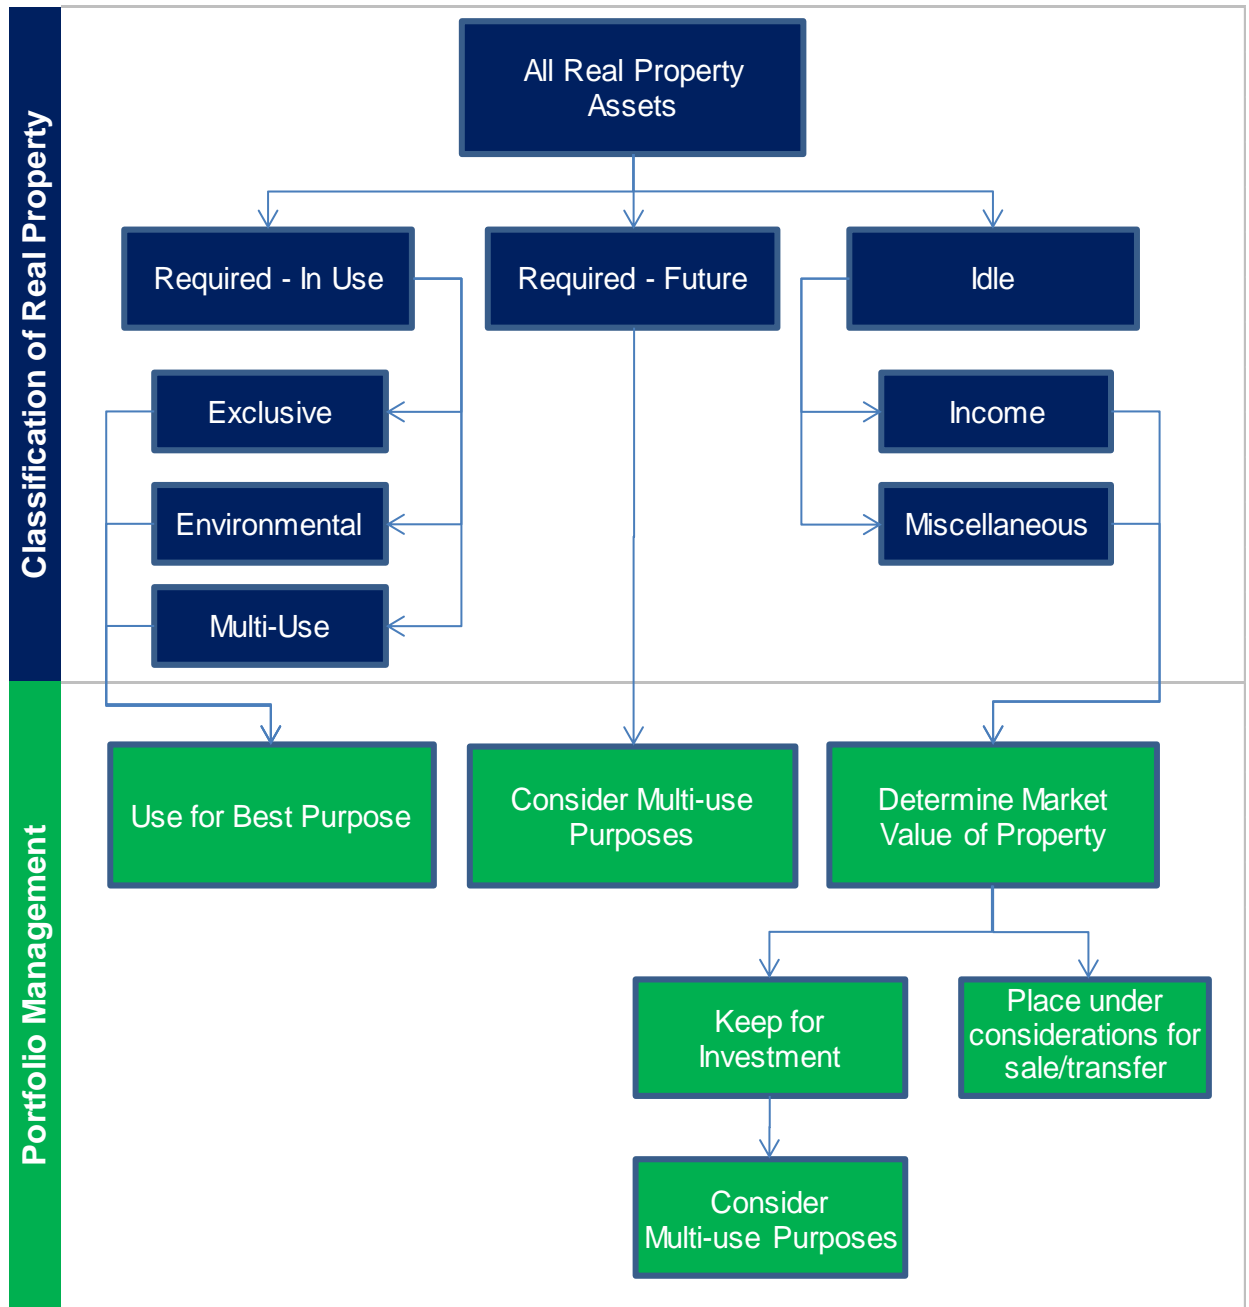 Classification of Real Property
All Real Property
Assets
Required - In Use
Required - Future
Idle
Exclusive
Income
Environmental
Miscellaneous
Multi-Use
Portfolio Management
Use for Best Purpose
Consider Multi-use
Purposes
Determine Market
Value of Property
Keep for
Investment
Place under
considerations for
sale/transfer
Consider
Multi-use Purposes